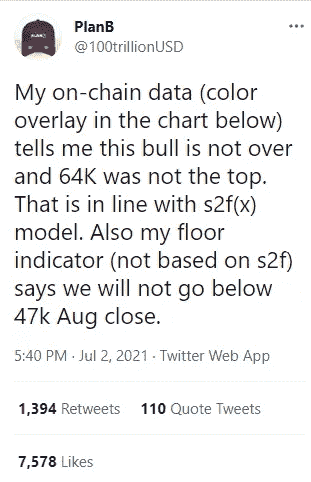 PlanB
@100trillionUSD
My on-chain data (color
overlay in the chart below)
tells me this bull is not over
and 64K was not the top.
That is in line with s2f(x)
model. Also my floor
indicator (not based on s2f)
says we will not go below
47k Aug close.
5:40 PM · Jul 2, 2021 · Twitter Web App
1,394 Retweets 110 Quote Tweets
7,578 Likes